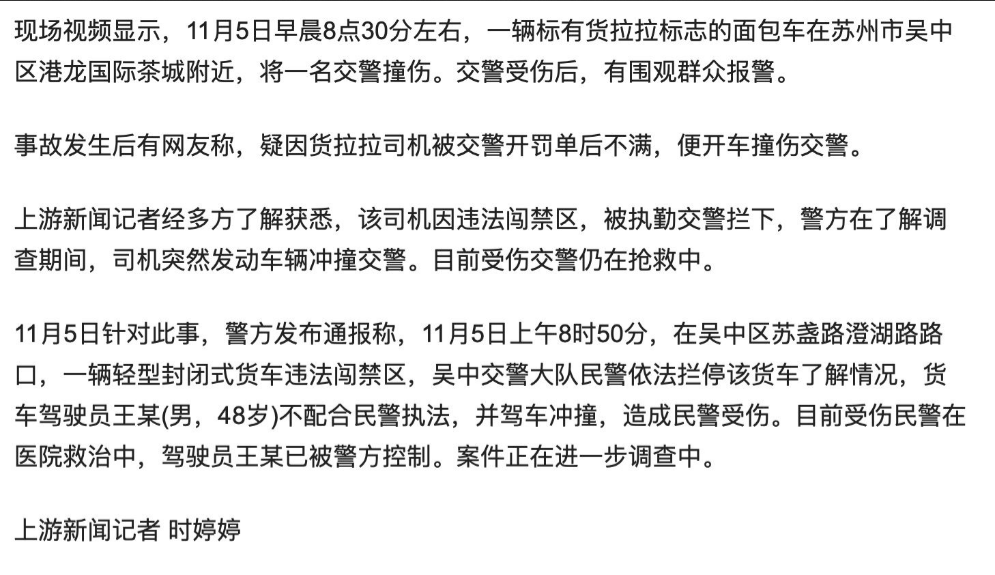 现场视频显示，11月5日早晨8点30分左右，一辆标有货拉拉标志的面包车在苏州市吴中
区港龙国际茶城附近，将一名交警撞伤。交警受伤后，有围观群众报警。
事故发生后有网友称，疑因货拉拉司机被交警开罚单后不满，便开车撞伤交警。
上游新闻记者经多方了解获悉，该司机因违法闯禁区，被执勤交警拦下，警方在了解调
查期间，司机突然发动车辆冲撞交警。目前受伤交警仍在抢救中。
11月5日针对此事，警方发布通报称，11月5日上午8时50分，在吴中区苏盏路澄湖路路
口，一辆轻型封闭式货车违法闯禁区，吴中交警大队民警依法拦停该货车了解情况，货
车驾驶员王某(男，48岁)不配合民警执法，并驾车冲撞，造成民警受伤。目前受伤民警在
医院救治中，驾驶员王某已被警方控制。案件正在进一步调查中。
上游新闻记者 时婷婷